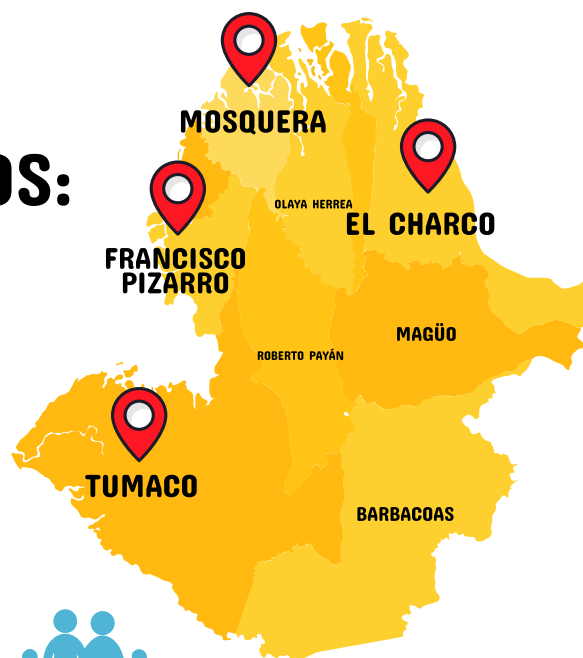 MOSQUERA
OS:
OLAYA HERREA
EL CHARCO
FRANCISCO
PIZARRO
MAGÜO
ROBERTO PAYÁN
TUMACO
BARBACOAS